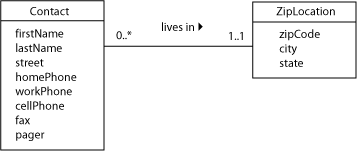 Contact
firstName
lastName
street
homePhone
workPhone
cellPhone
fax
pager
lives in
0..*
1..1
ZipLocation
zipCode
city
state